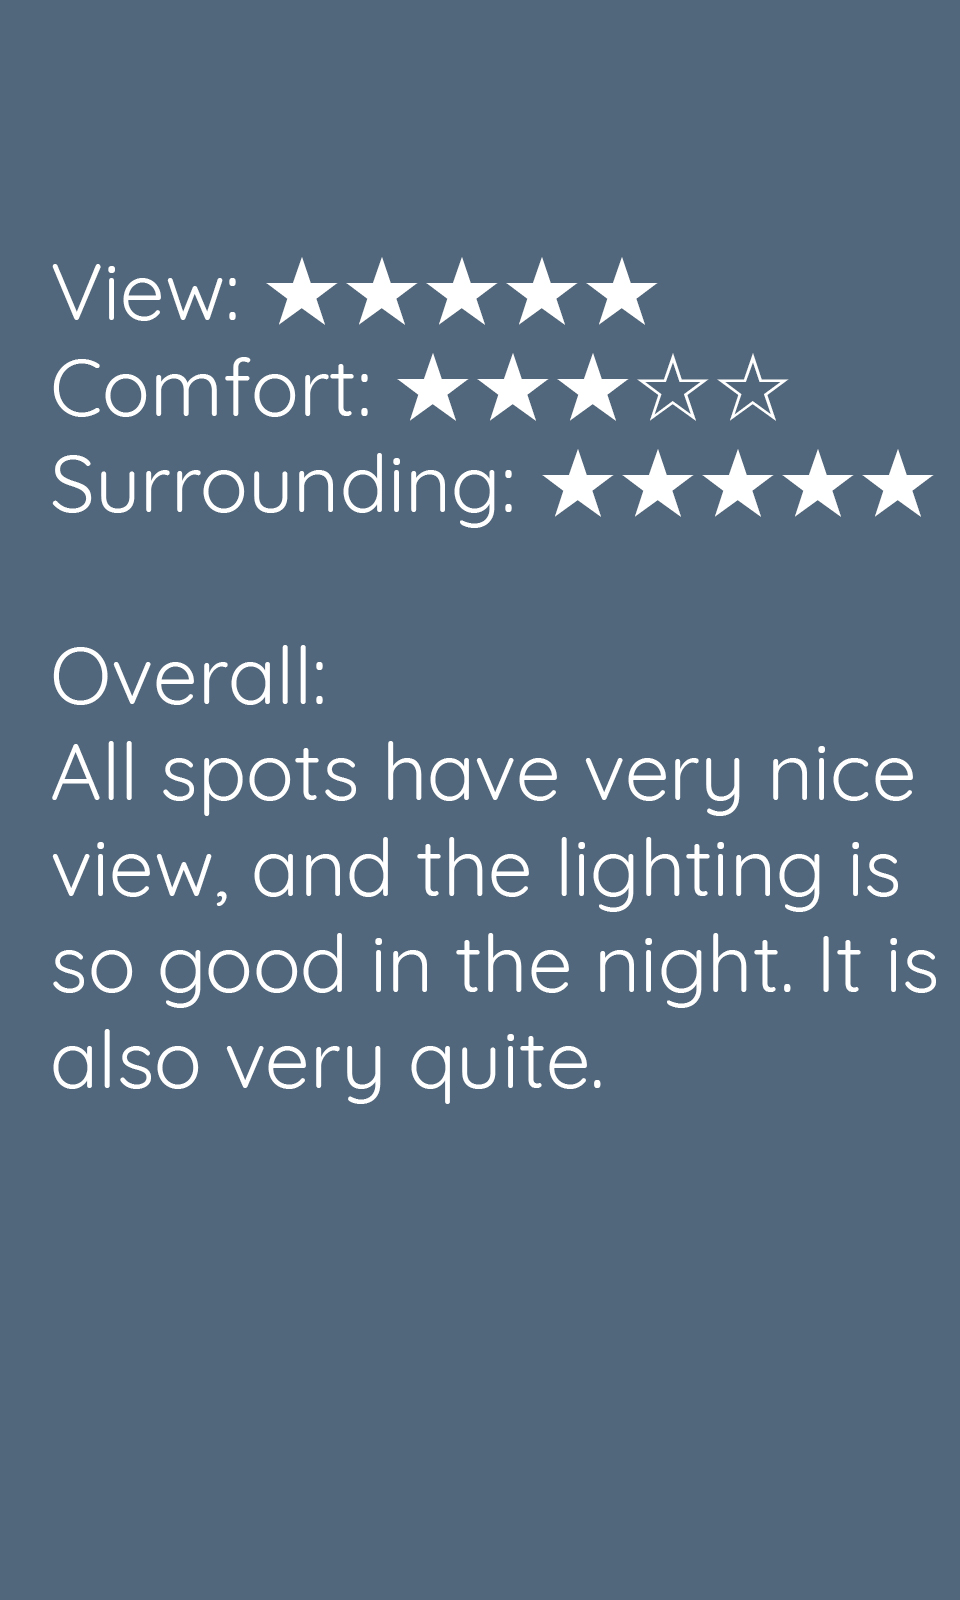 View: ★★★★★
Comfort: ★★★☆☆
Surrounding: ★★★★★
Overall:
All spots have very nice
view, and the lighting is
so good in the night. It is
also very quite.